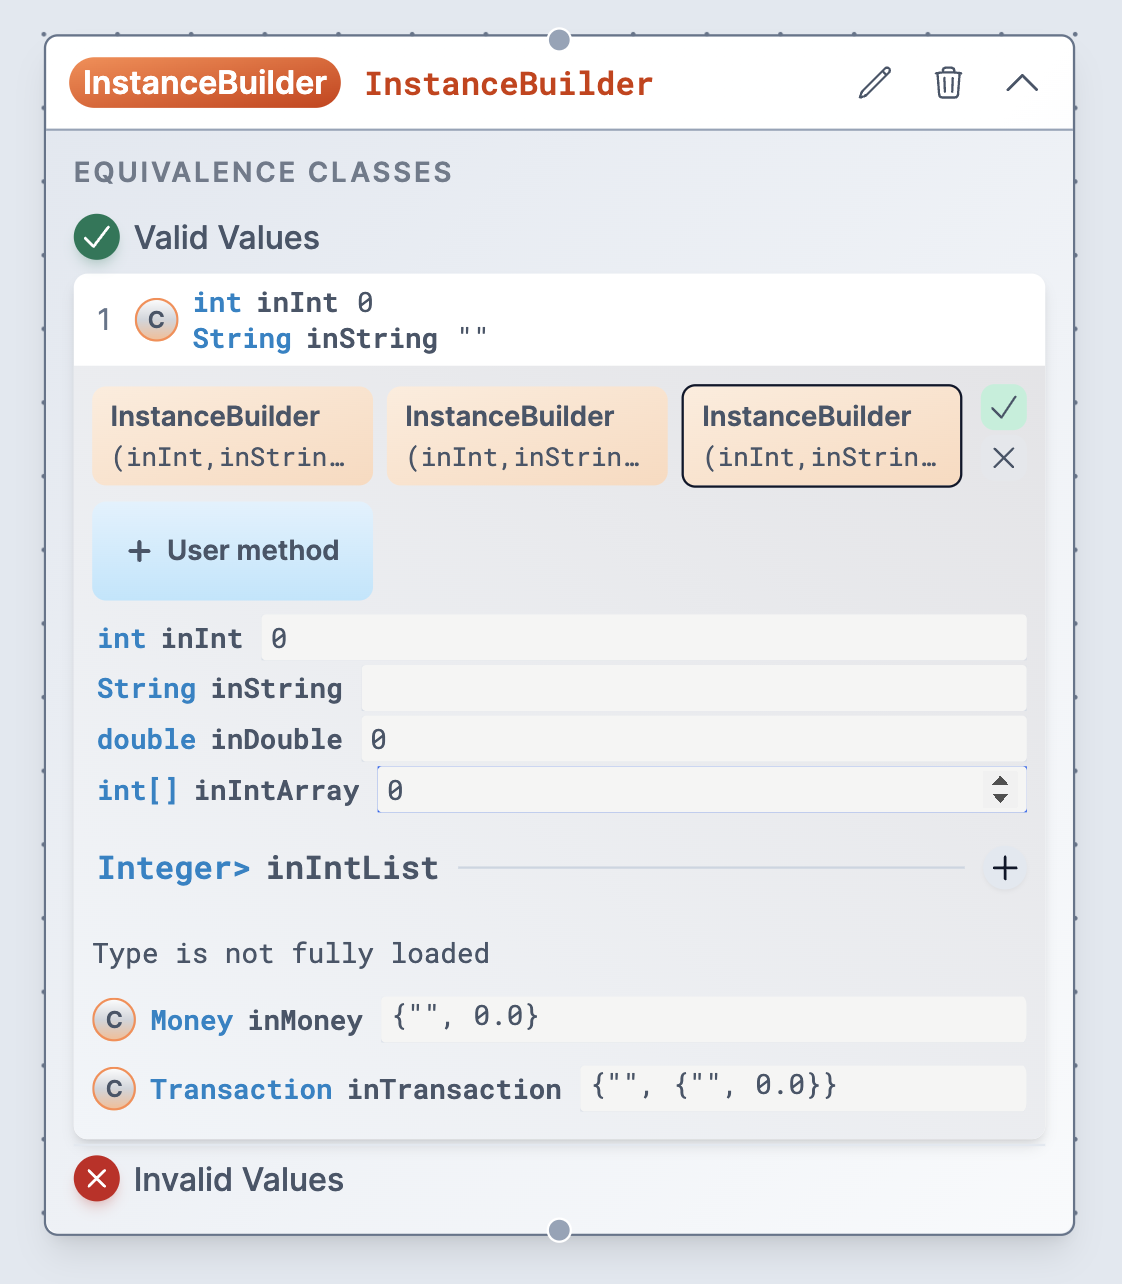 InstanceBuilder InstanceBuilder
EQUIVALENCE CLASSES
Valid Values
1 C int inInt 0
String inString ""
InstanceBuilder
(inInt,inStrin…
InstanceBuilder
(inInt,inStrin…
InstanceBuilder
(inInt,inStrin…
+ User method
int inInt 0
String inString
double inDouble 0
int[] inIntArray 0
Integer> inIntList
Type is not fully loaded
C Money inMoney {"", 0.0}
C Transaction inTransaction {"", {"", 0.0}}
Invalid Values